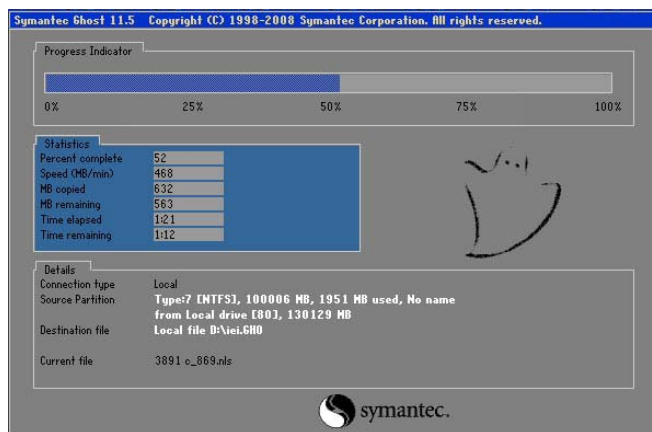 Symantec Ghost 11.5 Copyright (C) 1998-2008 Symantec Corporation. All rights reserved.
Progress Indicator
0% 25% 50% 75% 100%
Statistics
Percent complete 52
Speed (MB/min) 468
MB copied 632
MB remaining 563
Time elapsed 1:21
Time remaining 1:12
Details
Connection type Local
Source Partition Type:7 [NTFS], 100006 MB, 1951 MB used, No name
from Local drive [80], 130129 MB
Destination file Local file D:\iei.GHO
Current file 3891 c_869.nls
symantec.